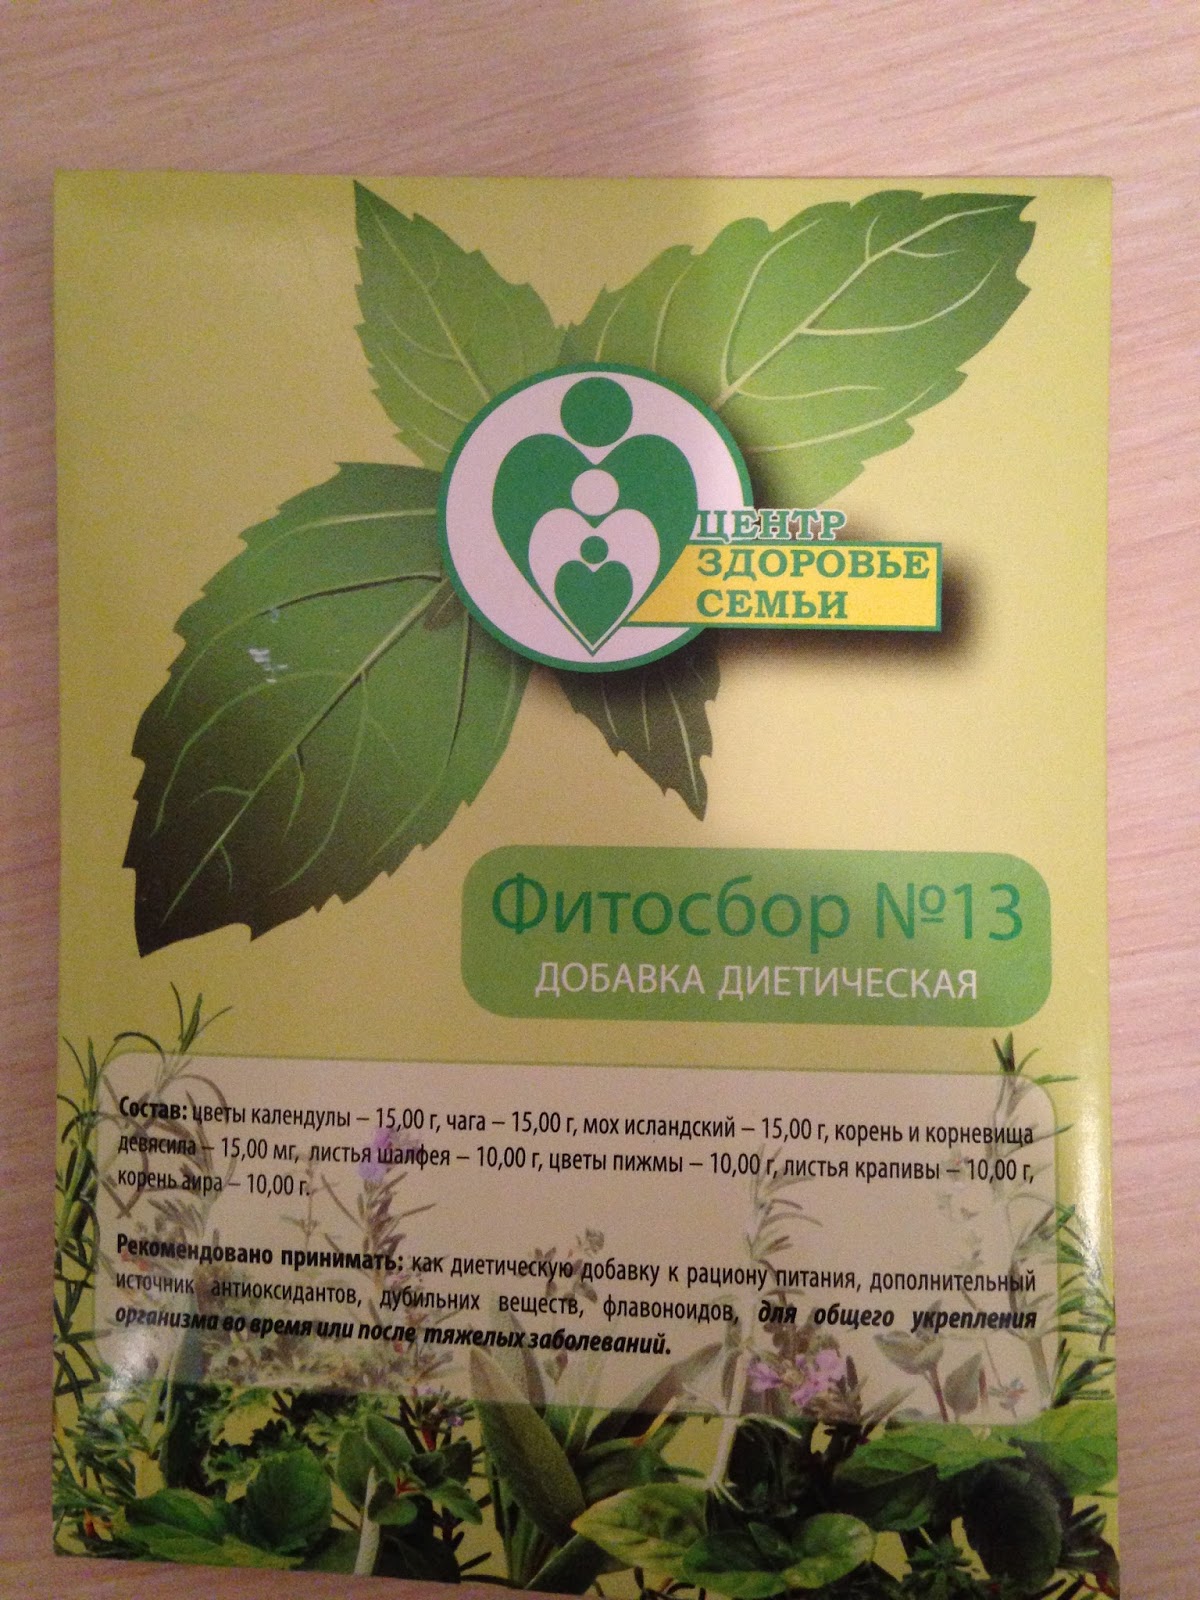 ЦЕНТР
ЗДОРОВЬЕ
СЕМЬИ
Фитосбор №13
ДОБАВКА ДИЕТИЧЕСКАЯ
Состав: цветы календулы – 15,00 г, чага – 15,00 г, мох исландский – 15,00 г, корень и корневища
девясила – 15,00 мг, листья шалфея – 10,00 г, цветы пижмы – 10,00 г, листья крапивы – 10,00 г,
корень аира – 10,00 г.
Рекомендовано принимать: как диетическую добавку к рациону питания, дополнительный
источник антиоксидантов, дубильних веществ, флавоноидов, для общего укрепления
организма во время или после тяжелых заболеваний.